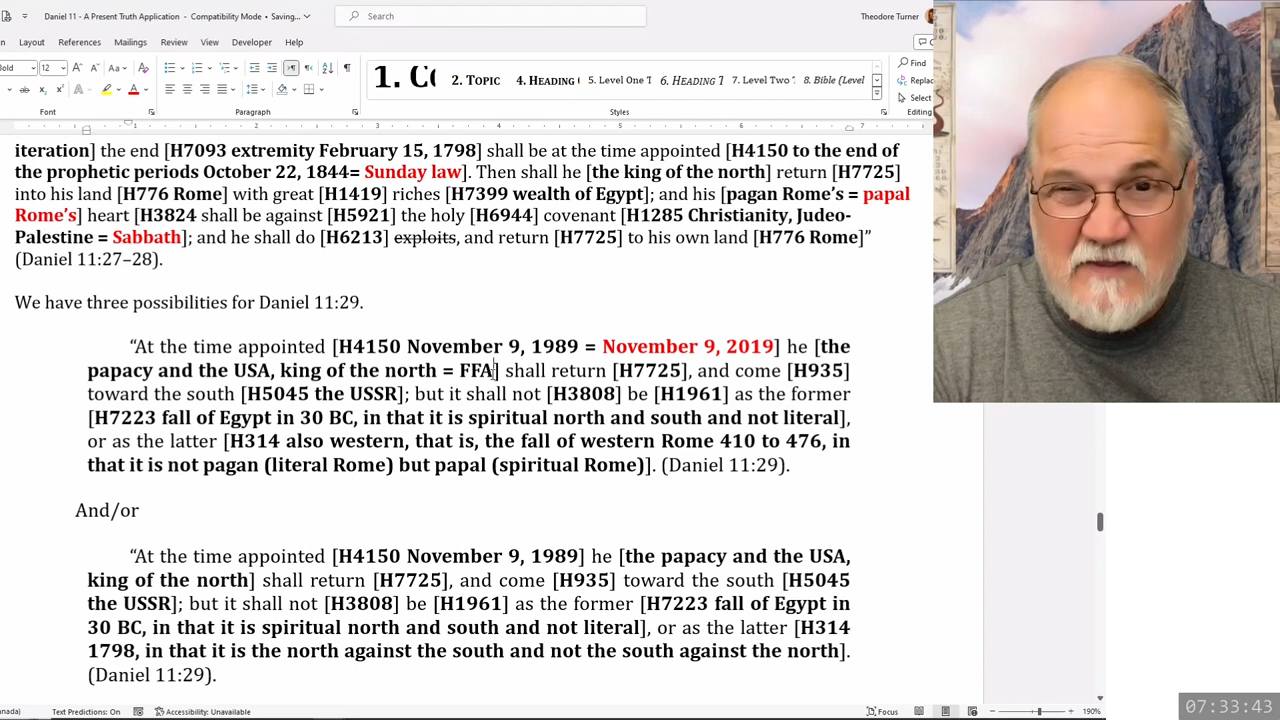 Daniel 11 - A Present Truth Application - Compatibility Mode • Saving...
Search
Theodore Turner
Layout References Mailings Review View Developer Help
Bold 12
1. Co 2. TOPIC 4. HEADING 5. Level One T 6. HEADING T 7. Level Two 8. Bible (Level
Find
Replac
Select
Font Paragraph Styles Editing
1 2 3 4 5 6 7
iteration] the end [H7093 extremity February 15, 1798] shall be at the time appointed [H4150 to the end of
the prophetic periods October 22, 1844= Sunday law]. Then shall he [the king of the north] return [H7725]
into his land [H776 Rome] with great [H1419] riches [H7399 wealth of Egypt]; and his [pagan Rome's = papal
Rome's] heart [H3824 shall be against [H5921] the holy [H6944] covenant [H1285 Christianity, Judeo-
Palestine = Sabbath]; and he shall do [H6213] exploits, and return [H7725] to his own land [H776 Rome]”
(Daniel 11:27–28).
We have three possibilities for Daniel 11:29.
“At the time appointed [H4150 November 9, 1989 = November 9, 2019] he [the
papacy and the USA, king of the north = FFA] shall return [H7725], and come [H935]
toward the south [H5045 the USSR]; but it shall not [H3808] be [H1961] as the former
[H7223 fall of Egypt in 30 BC, in that it is spiritual north and south and not literal],
or as the latter [H314 also western, that is, the fall of western Rome 410 to 476, in
that it is not pagan (literal Rome) but papal (spiritual Rome)]. (Daniel 11:29).
And/or
“At the time appointed [H4150 November 9, 1989] he [the papacy and the USA,
king of the north] shall return [H7725], and come [H935] toward the south [H5045
the USSR]; but it shall not [H3808] be [H1961] as the former [H7223 fall of Egypt in
30 BC, in that it is spiritual north and south and not literal], or as the latter [H314
1798, in that it is the north against the south and not the south against the north].
(Daniel 11:29).
nada) Text Predictions: On Accessibility: Unavailable Focus 190%
07:33:43